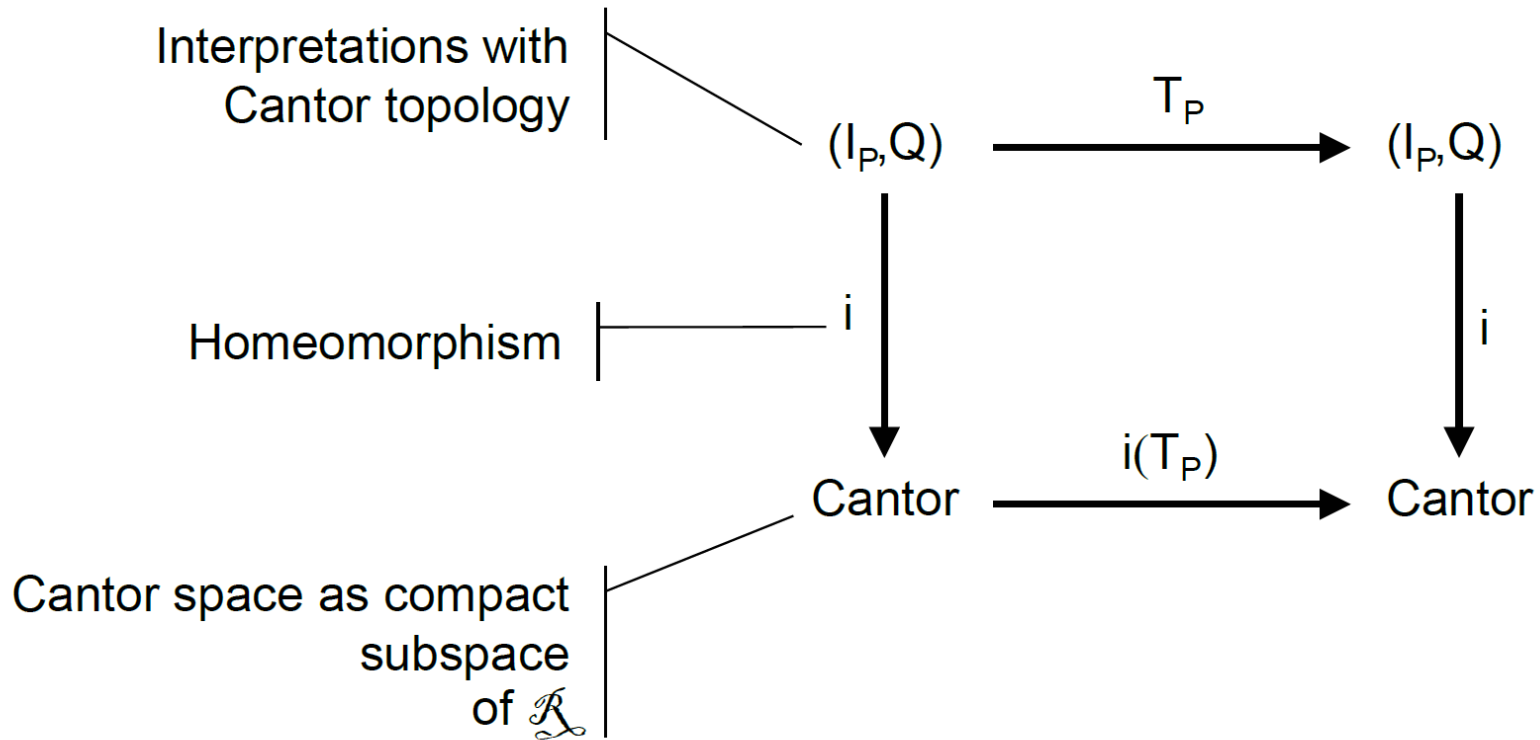 Interpretations with
Cantor topology
T_P
(I_P,Q)
(I_P,Q)
Homeomorphism
i
i
i(T_P)
Cantor
Cantor
Cantor space as compact
subspace
of ℛ